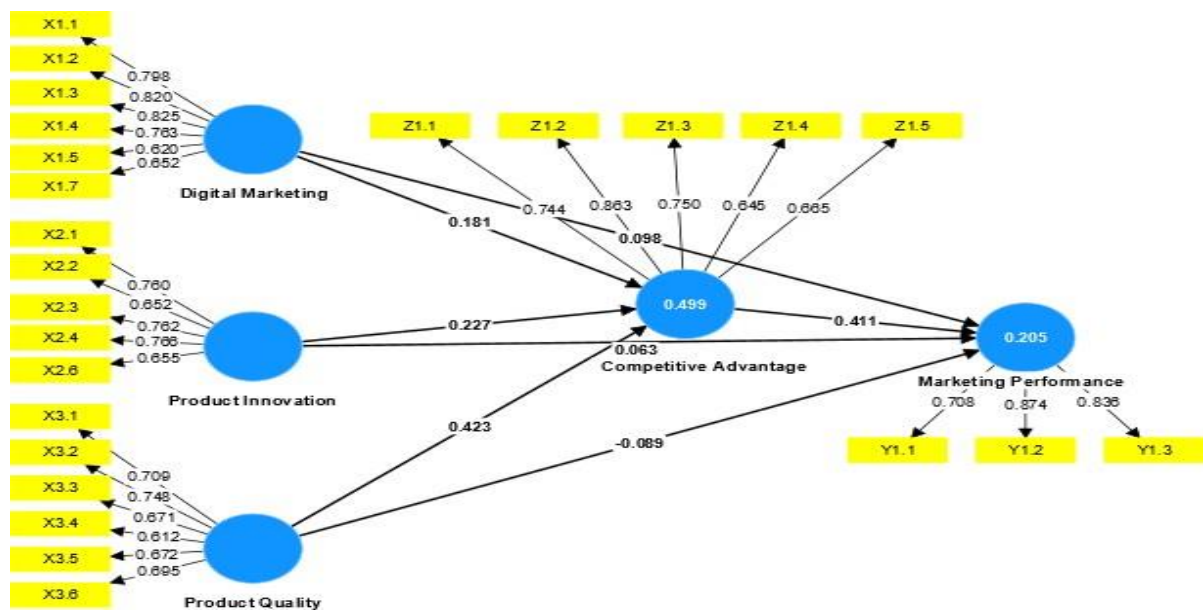 X1.1
X1.2
X1.3
X1.4
X1.5
X1.7
0.798
0.820
0.825
0.763
0.620
0.652
Digital Marketing
X2.1
X2.2
X2.3
X2.4
X2.6
0.760
0.652
0.762
0.766
0.655
Product Innovation
X3.1
X3.2
X3.3
X3.4
X3.5
X3.6
0.709
0.748
0.671
0.612
0.672
0.695
Product Quality
Z1.1
Z1.2
Z1.3
Z1.4
Z1.5
0.744
0.863
0.750
0.645
0.665
0.181
0.098
0.227
0.063
0.423
-0.089
0.499
Competitive Advantage
0.411
0.205
Marketing Performance
0.708
0.874
0.836
Y1.1
Y1.2
Y1.3